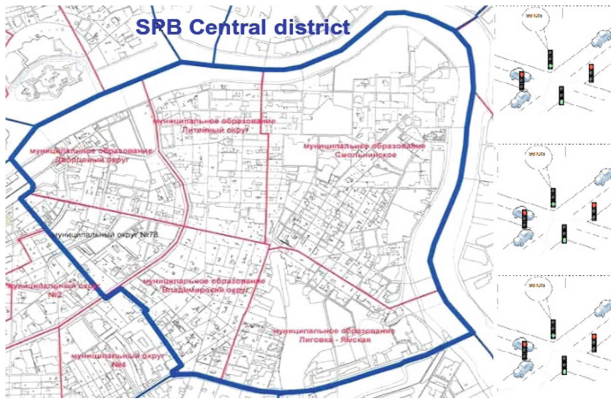 SPB Central district
муниципальное образование
Литейный округ
муниципальное образование
Дворцовый округ
муниципальное образование
Смольнинское
муниципальный округ №78
муниципальный округ
№2
муниципальное образование
Владимирский округ
муниципальное образование
Лиговка - Ямская
муниципальный округ